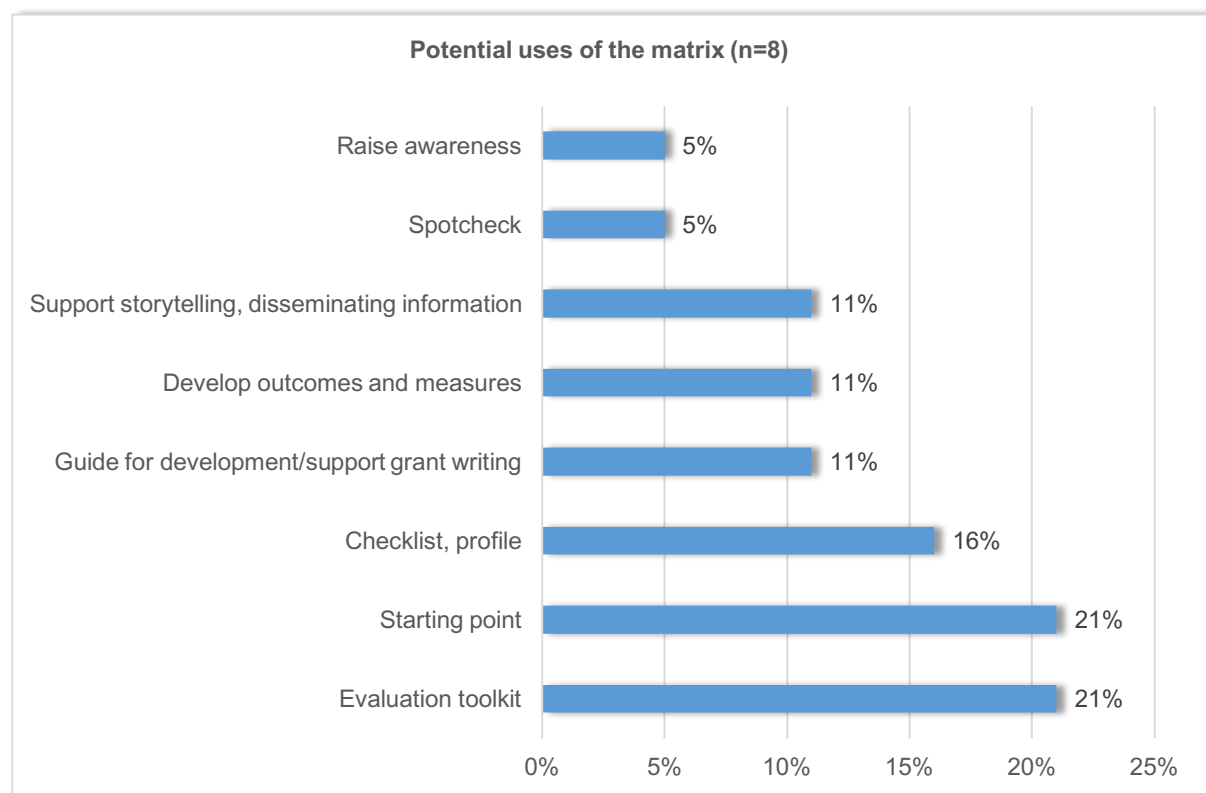 Potential uses of the matrix (n=8)
Raise awareness
5%
Spotcheck
5%
Support storytelling, disseminating information
11%
Develop outcomes and measures
11%
Guide for development/support grant writing
11%
Checklist, profile
16%
Starting point
21%
Evaluation toolkit
21%
0% 5% 10% 15% 20% 25%